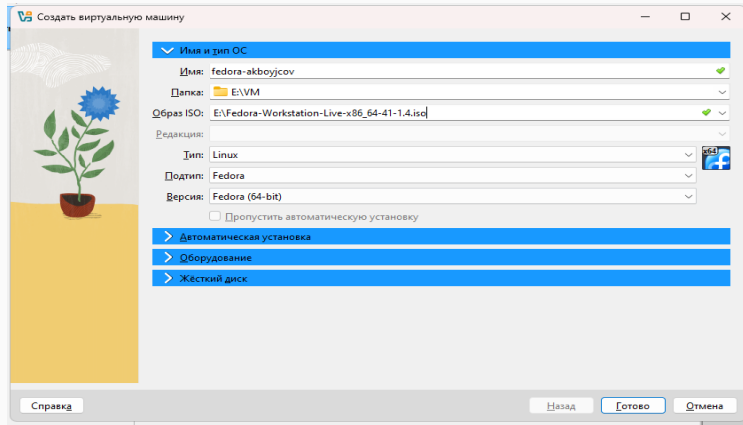 Создать виртуальную машину
Имя и тип ОС
Имя: fedora-akboyjcov
Папка: E:\VM
Образ ISO: E:\Fedora-Workstation-Live-x86_64-41-1.4.iso
Редакция:
Тип: Linux
x64
Подтип: Fedora
Версия: Fedora (64-bit)
Пропустить автоматическую установку
Автоматическая установка
Оборудование
Жёсткий диск
Справка Назад Готово Отмена